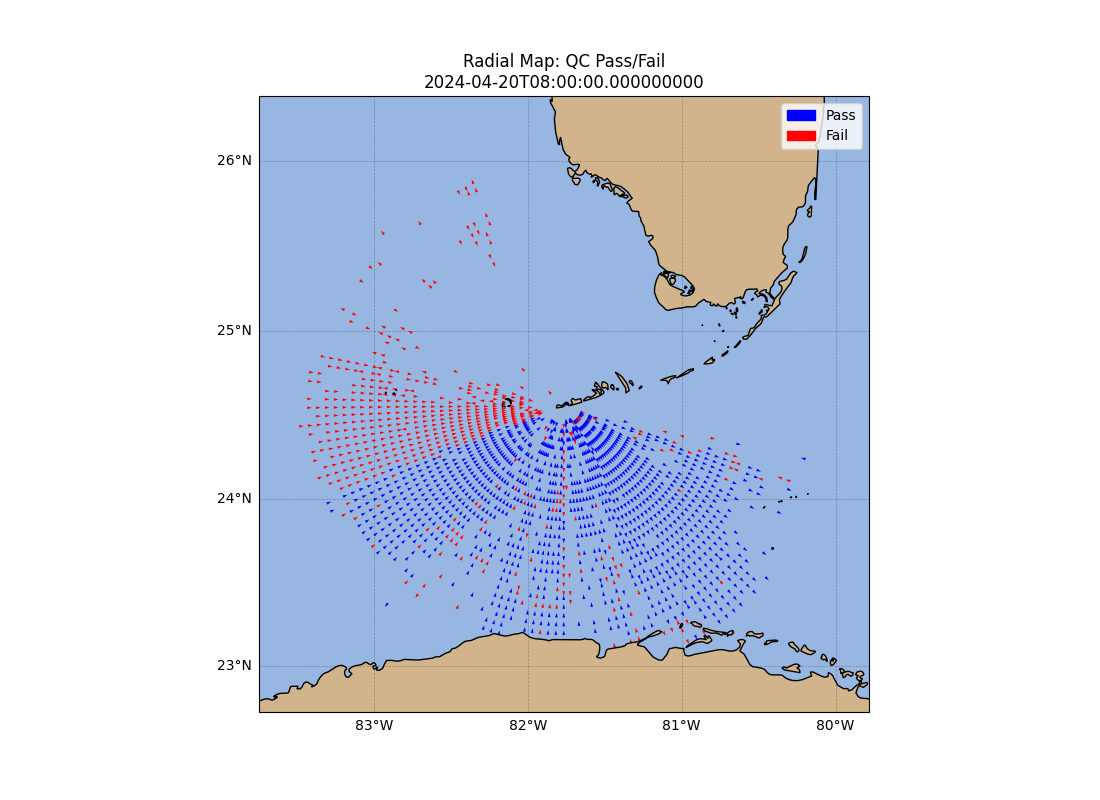 Radial Map: QC Pass/Fail
2024-04-20T08:00:00.000000000
Pass
Fail
26°N
25°N
24°N
23°N
83°W
82°W
81°W
80°W